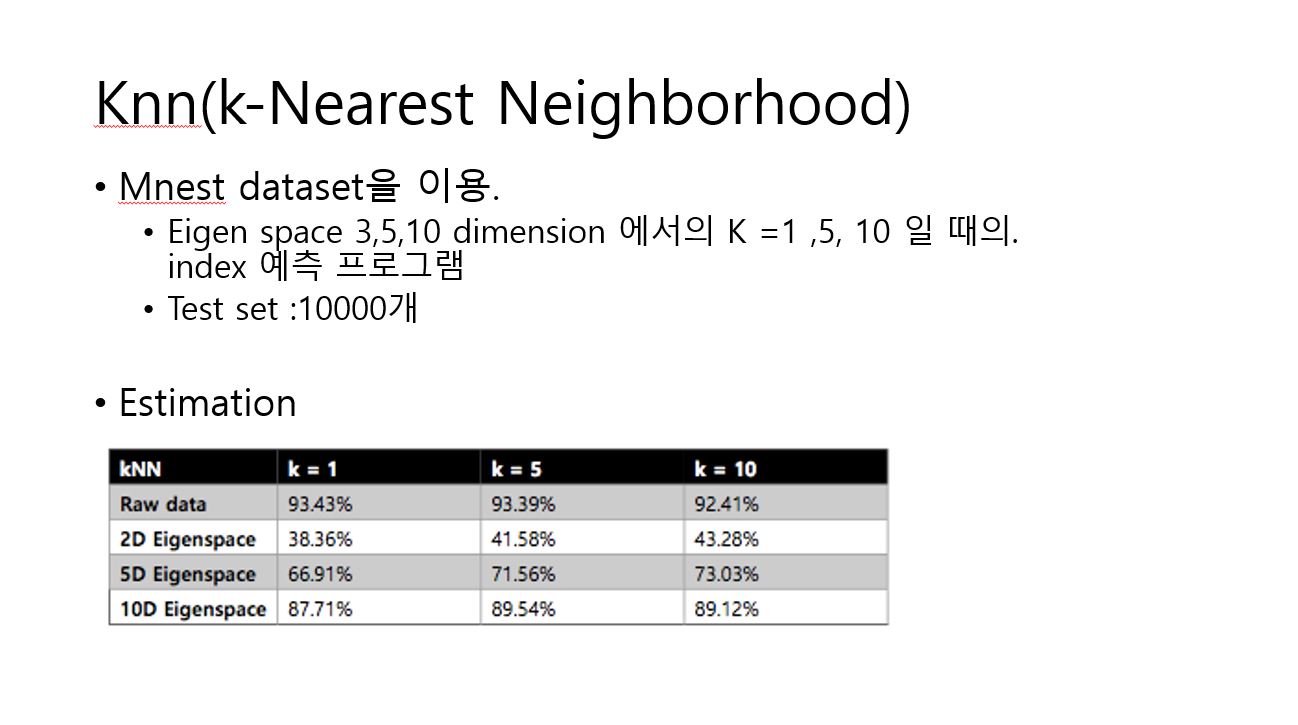 Knn(k-Nearest Neighborhood)
• Mnest dataset을 이용.
• Eigen space 3,5,10 dimension 에서의 K =1 ,5, 10 일 때의.
index 예측 프로그램
• Test set :10000개
• Estimation
kNN k = 1 k = 5 k = 10
Raw data 93.43% 93.39% 92.41%
2D Eigenspace 38.36% 41.58% 43.28%
5D Eigenspace 66.91% 71.56% 73.03%
10D Eigenspace 87.71% 89.54% 89.12%